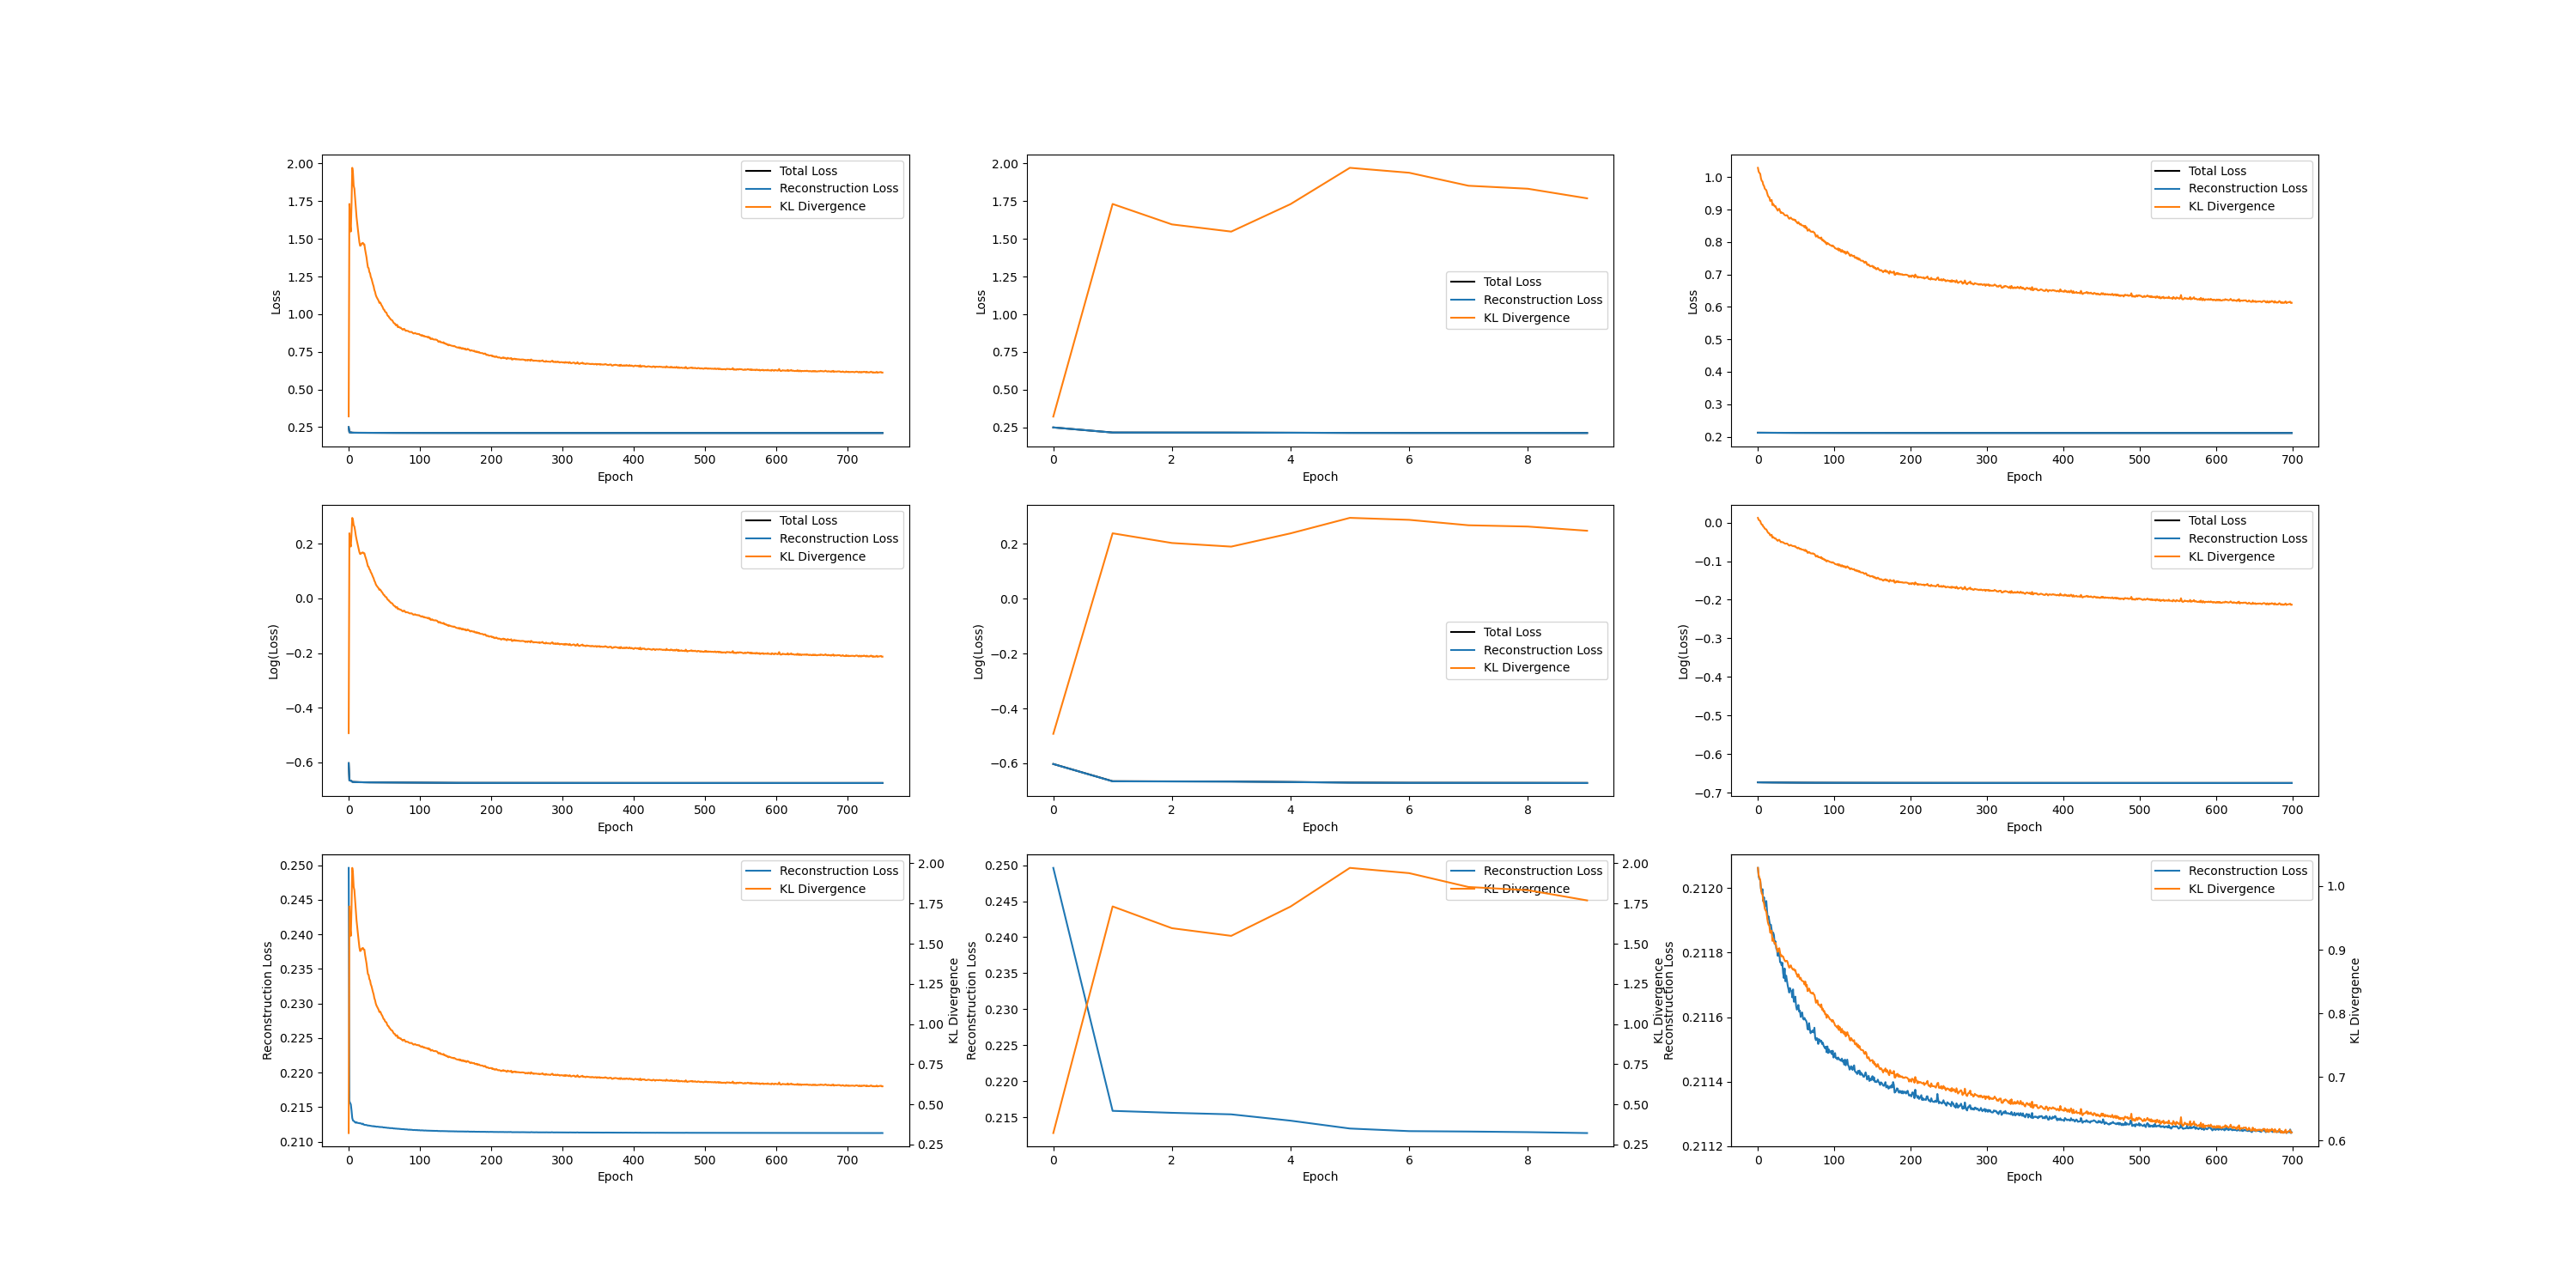 2.00
1.75
1.50
1.25
1.00
0.75
0.50
0.25
Loss
0 100 200 300 400 500 600 700
Epoch
Total Loss
Reconstruction Loss
KL Divergence
2.00
1.75
1.50
1.25
1.00
0.75
0.50
0.25
Loss
0 2 4 6 8
Epoch
Total Loss
Reconstruction Loss
KL Divergence
1.0
0.9
0.8
0.7
0.6
0.5
0.4
0.3
0.2
Loss
0 100 200 300 400 500 600 700
Epoch
Total Loss
Reconstruction Loss
KL Divergence
0.2
0.0
−0.2
−0.4
−0.6
Log(Loss)
0 100 200 300 400 500 600 700
Epoch
Total Loss
Reconstruction Loss
KL Divergence
0.2
0.0
−0.2
−0.4
−0.6
Log(Loss)
0 2 4 6 8
Epoch
Total Loss
Reconstruction Loss
KL Divergence
0.0
−0.1
−0.2
−0.3
−0.4
−0.5
−0.6
−0.7
Log(Loss)
0 100 200 300 400 500 600 700
Epoch
Total Loss
Reconstruction Loss
KL Divergence
0.250
0.245
0.240
0.235
0.230
0.225
0.220
0.215
0.210
Reconstruction Loss
0 100 200 300 400 500 600 700
Epoch
Reconstruction Loss
KL Divergence
2.00
1.75
1.50
1.25
1.00
0.75
0.50
0.25
KL Divergence
0.250
0.245
0.240
0.235
0.230
0.225
0.220
0.215
Reconstruction Loss
0 2 4 6 8
Epoch
Reconstruction Loss
KL Divergence
2.00
1.75
1.50
1.25
1.00
0.75
0.50
0.25
KL Divergence
0.2120
0.2118
0.2116
0.2114
0.2112
Reconstruction Loss
0 100 200 300 400 500 600 700
Epoch
Reconstruction Loss
KL Divergence
1.0
0.9
0.8
0.7
0.6
KL Divergence